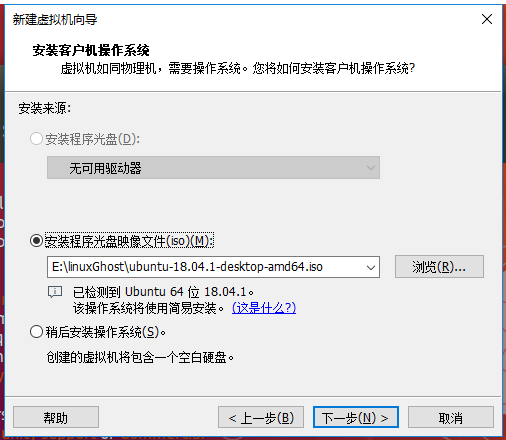 新建虚拟机向导
安装客户机操作系统
虚拟机如同物理机，需要操作系统。您将如何安装客户机操作系统?
安装来源:
安装程序光盘(D):
无可用驱动器
安装程序光盘映像文件(iso)(M):
E:\linuxGhost\ubuntu-18.04.1-desktop-amd64.iso
浏览(R)...
已检测到 Ubuntu 64 位 18.04.1。
该操作系统将使用简易安装。 (这是什么?)
稍后安装操作系统(S)。
创建的虚拟机将包含一个空白硬盘。
帮助
< 上一步(B)
下一步(N) >
取消